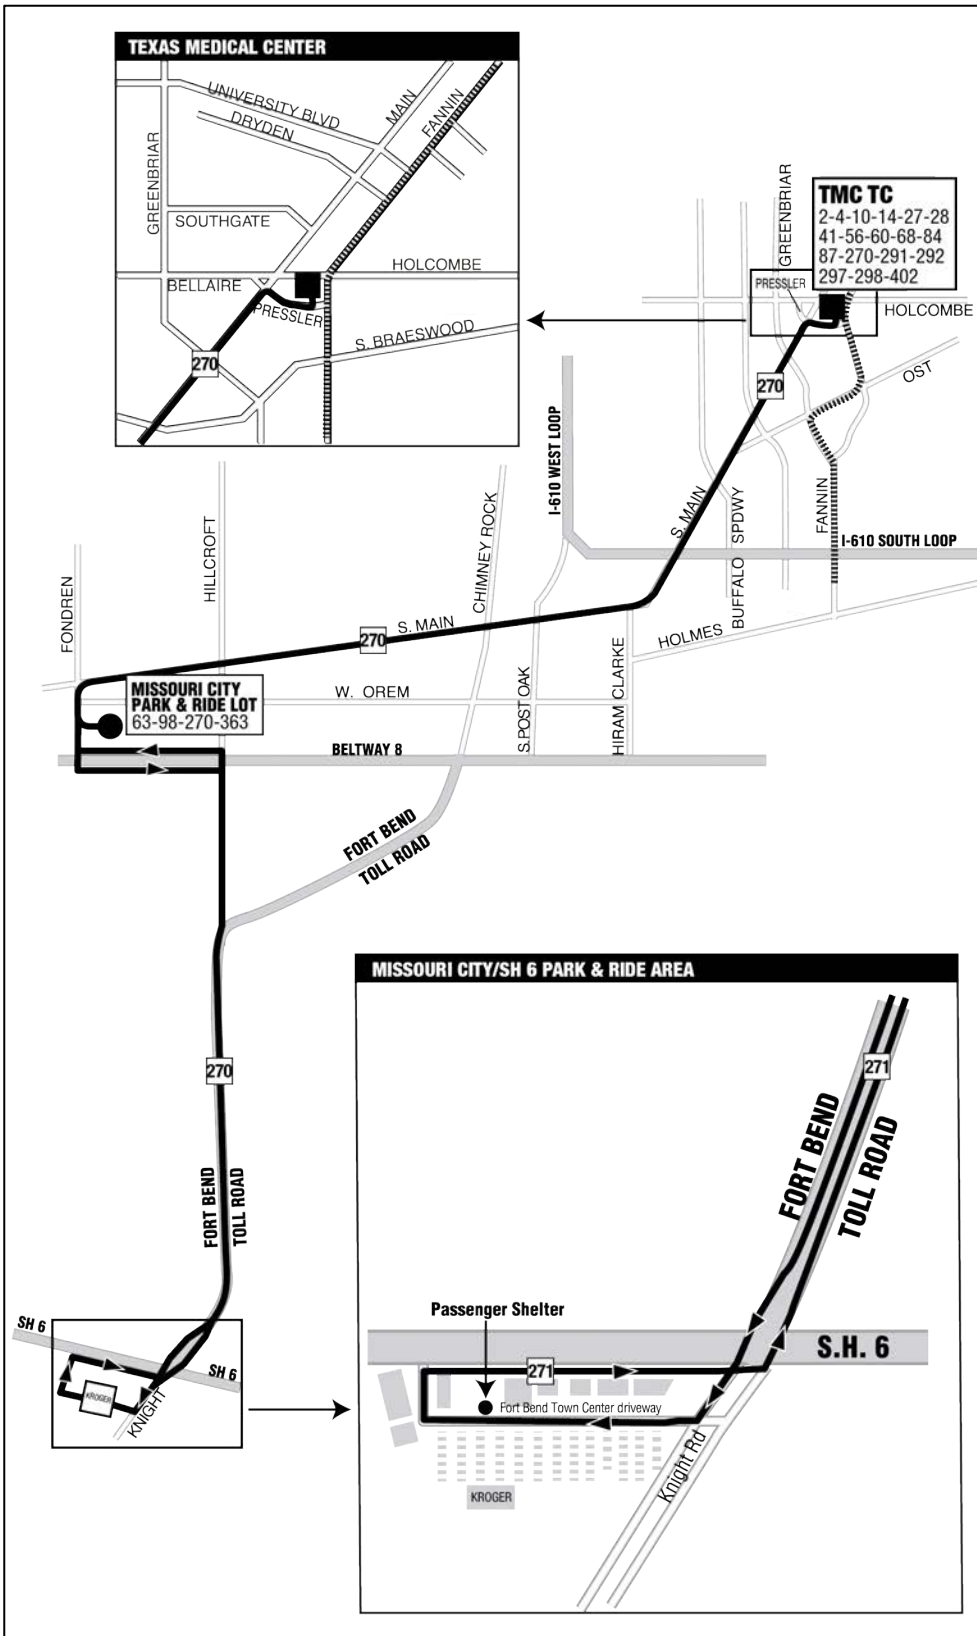 TEXAS MEDICAL CENTER
UNIVERSITY BLVD
DRYDEN
MAIN
FANNIN
GREENBRIAR
SOUTHGATE
HOLCOMBE
BELLAIRE
PRESSLER
S. BRAESWOOD
270
GREENBRIAR
TMC TC
2-4-10-14-27-28
41-56-60-68-84
87-270-291-292
297-298-402
PRESSLER
HOLCOMBE
OST
270
I-610 WEST LOOP
S. MAIN
BUFFALO SPDWY
FANNIN
I-610 SOUTH LOOP
CHIMNEY ROCK
HILLCROFT
FONDREN
S. MAIN
270
HOLMES
HIRAM CLARKE
S.POST OAK
W. OREM
MISSOURI CITY
PARK & RIDE LOT
63-98-270-363
BELTWAY 8
FORT BEND
TOLL ROAD
270
FORT BEND
TOLL ROAD
SH 6
SH 6
KROGER
KNIGHT
MISSOURI CITY/SH 6 PARK & RIDE AREA
271
FORT BEND
TOLL ROAD
Passenger Shelter
S.H. 6
271
Fort Bend Town Center driveway
Knight Rd
KROGER